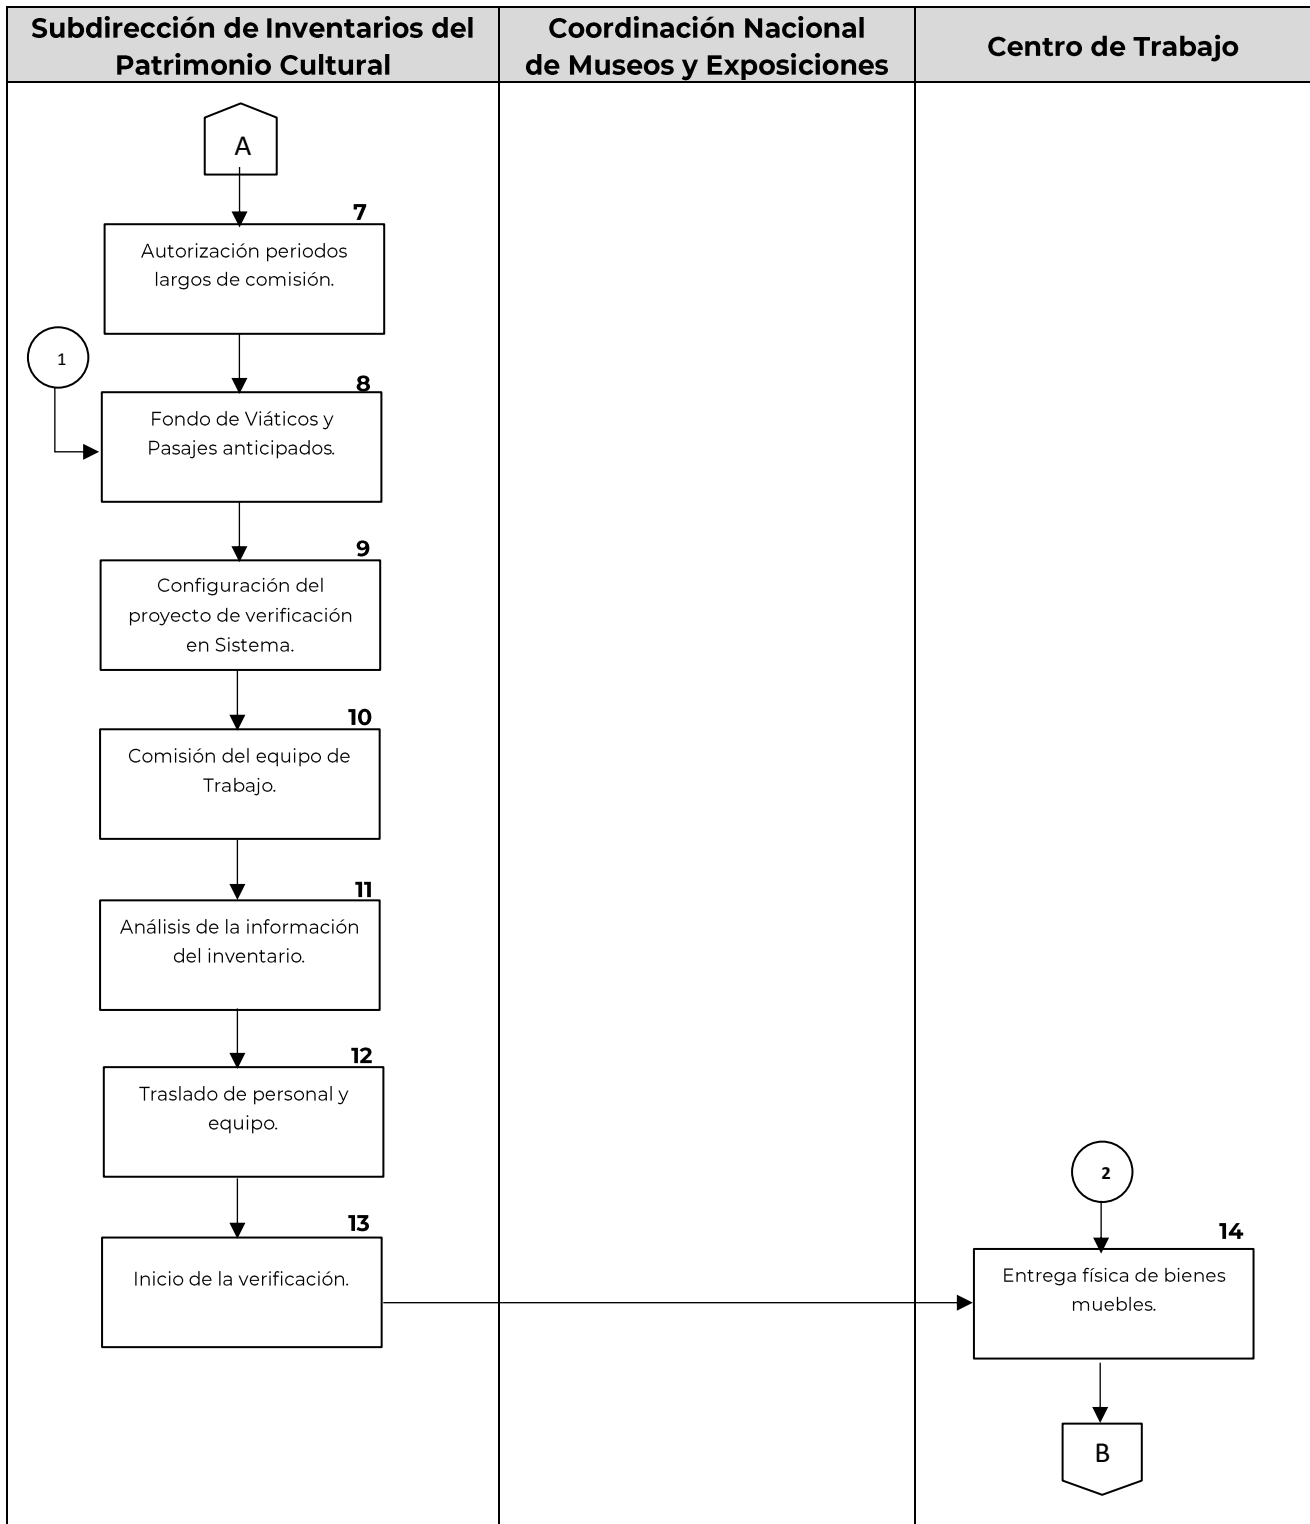 Subdirección de Inventarios del
Patrimonio Cultural
Coordinación Nacional
de Museos y Exposiciones
Centro de Trabajo
A
7
Autorización periodos
largos de comisión.
1
8
Fondo de Viáticos y
Pasajes anticipados.
9
Configuración del
proyecto de verificación
en Sistema.
10
Comisión del equipo de
Trabajo.
11
Análisis de la información
del inventario.
12
Traslado de personal y
equipo.
13
Inicio de la verificación.
2
14
Entrega física de bienes
muebles.
B